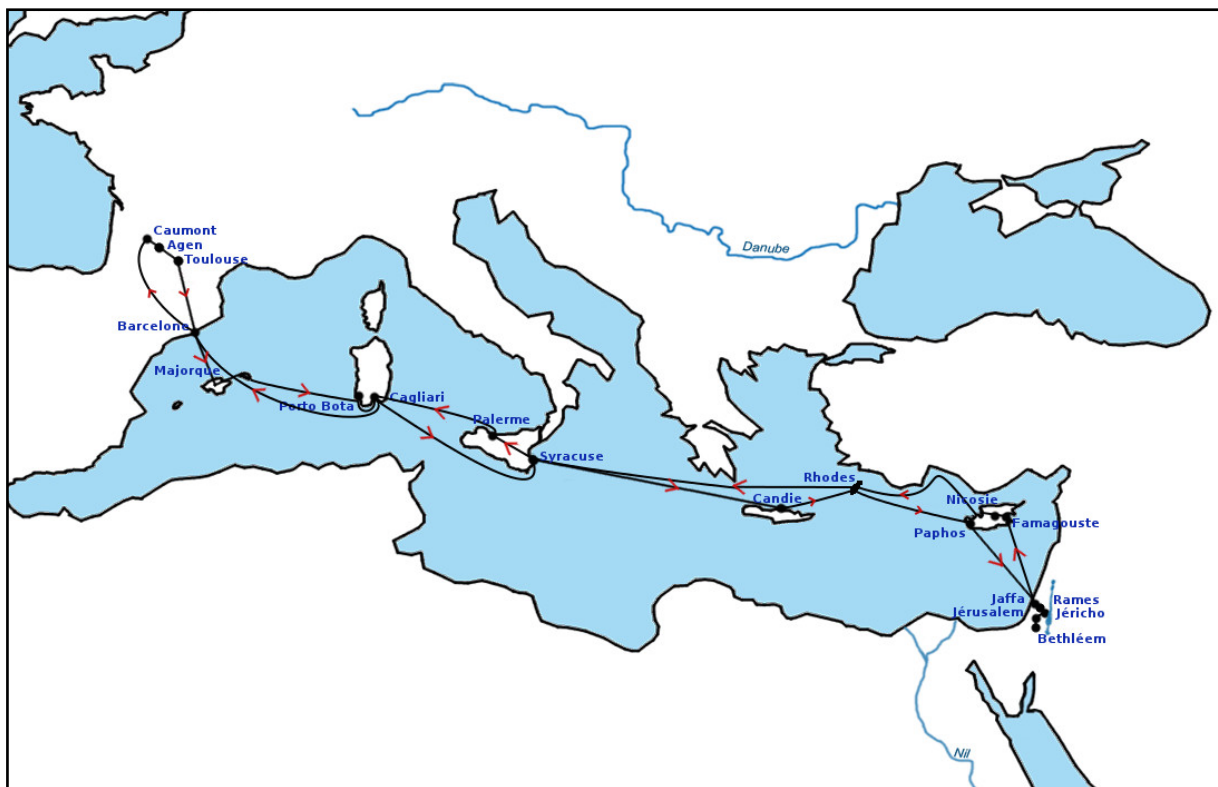 Caumont
Agen
Toulouse
Danube
Barcelone
Majorque
Porto Bota
Cagliari
Palerme
Syracuse
Rhodes
Candie
Nicosie
Famagouste
Paphos
Jaffa
Rames
Jérusalem
Jéricho
Bethléem
Nil